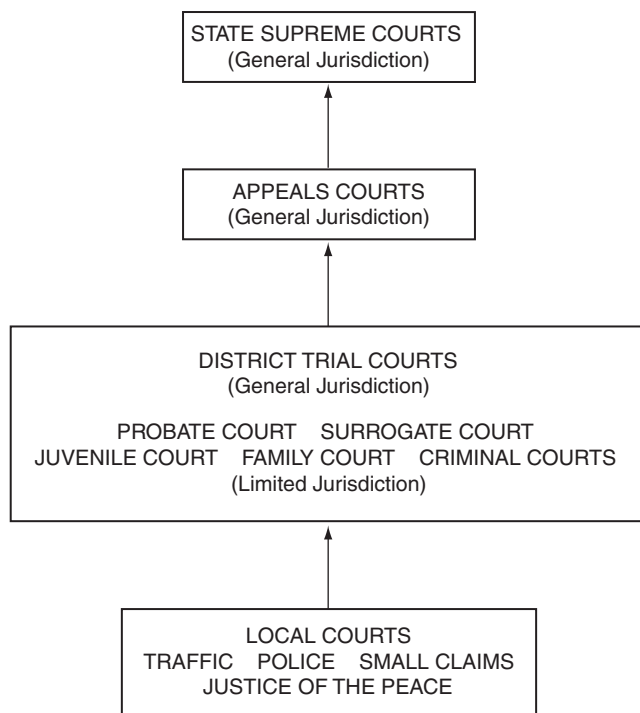 STATE SUPREME COURTS
(General Jurisdiction)
APPEALS COURTS
(General Jurisdiction)
DISTRICT TRIAL COURTS
(General Jurisdiction)
PROBATE COURT SURROGATE COURT
JUVENILE COURT FAMILY COURT CRIMINAL COURTS
(Limited Jurisdiction)
LOCAL COURTS
TRAFFIC POLICE SMALL CLAIMS
JUSTICE OF THE PEACE